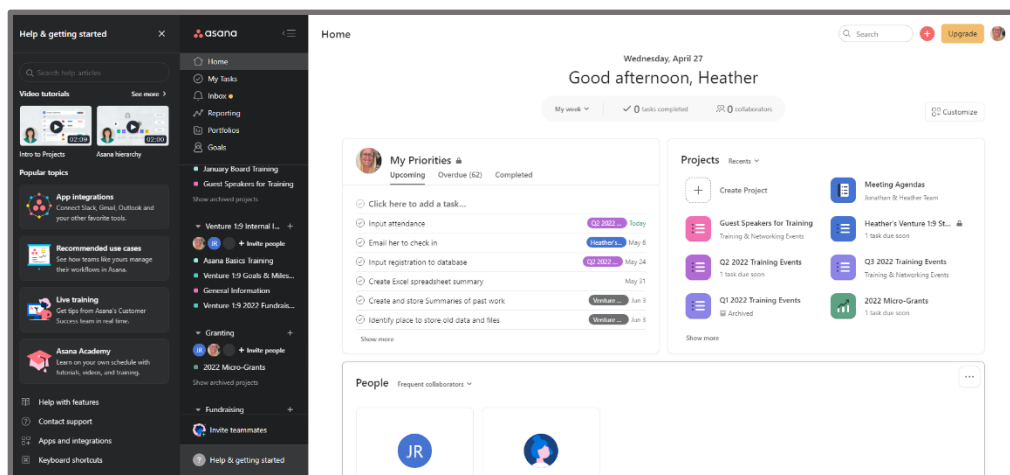 Help & getting started
Search help articles
Video tutorials
See more
02:09
02:00
Intro to Projects
Asana hierarchy
Popular topics
App integrations
Connect Slack, Gmail, Outlook and
your other favorite tools.
Recommended use cases
See how teams like yours manage
their workflows in Asana.
Live training
Get tips from Asana's Customer
Success team in real time.
Asana Academy
Learn on your own schedule with
tutorials, videos, and training.
Help with features
Contact support
Apps and integrations
Keyboard shortcuts
asana
Home
My Tasks
Inbox
Reporting
Portfolios
Goals
January Board Training
Guest Speakers for Training
Show archived projects
Venture 1:9 Internal I...
JR
+ Invite people
Asana Basics Training
Venture 1:9 Goals & Miles...
General Information
Venture 1:9 2022 Fundrais...
Granting
JR
+ Invite people
2022 Micro-Grants
Show archived projects
Fundraising
Invite teammates
Help & getting started
Home
Search
Upgrade
Wednesday, April 27
Good afternoon, Heather
My week
0 tasks completed
0 collaborators
Customize
My Priorities
Upcoming Overdue (62) Completed
Click here to add a task...
Input attendance Q2 2022 ... Today
Email her to check in Heather's... May 6
Input registration to database Q2 2022 ... May 24
Create Excel spreadsheet summary May 31
Create and store Summaries of past work Venture ... Jun 3
Identify place to store old data and files Venture ... Jun 3
Show more
Projects Recents
Create Project
Meeting Agendas
Jonathan & Heather Team
Guest Speakers for Training
Training & Networking Events
Heather's Venture 1:9 St...
1 task due soon
Q2 2022 Training Events
1 task due soon
Q3 2022 Training Events
Training & Networking Events
Q1 2022 Training Events
Archived
2022 Micro-Grants
1 task due soon
Show more
People Frequent collaborators
JR